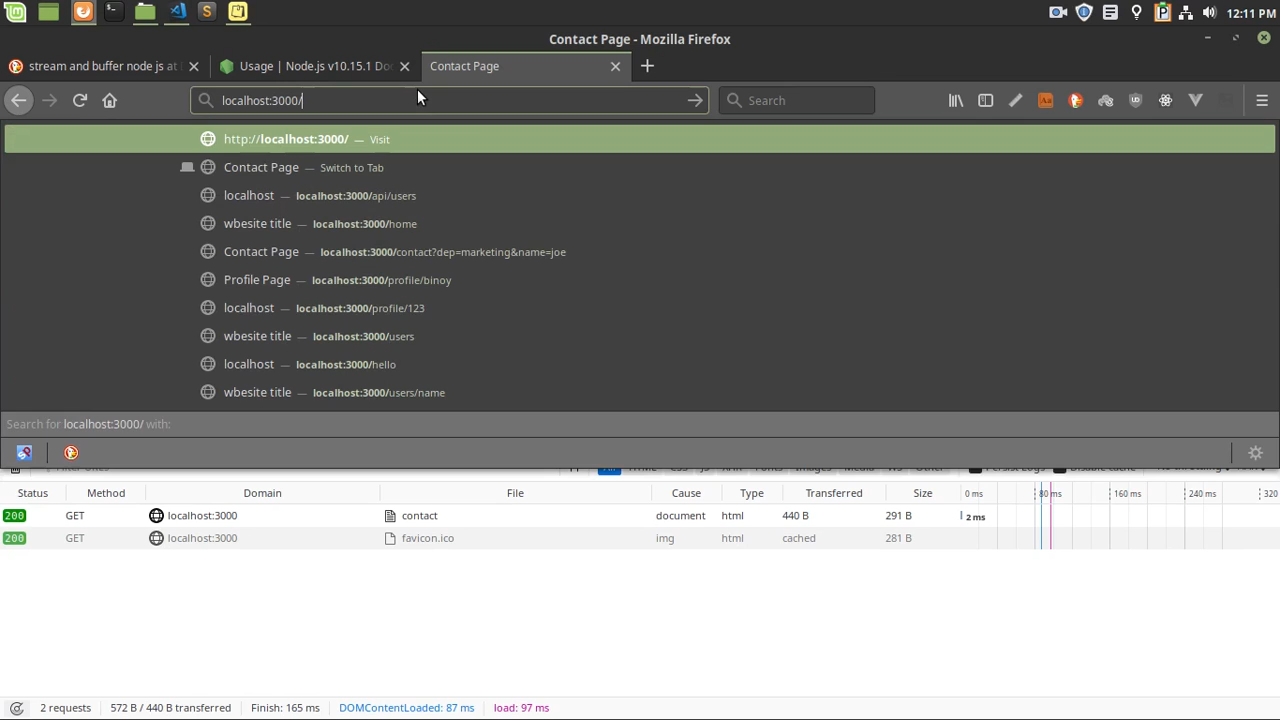 12:11 PM
Contact Page - Mozilla Firefox
stream and buffer node js at
Usage | Node.js v10.15.1 Do
Contact Page
localhost:3000/
Search
http://localhost:3000/ — Visit
Contact Page — Switch to Tab
localhost — localhost:3000/api/users
wbesite title — localhost:3000/home
Contact Page — localhost:3000/contact?dep=marketing&name=joe
Profile Page — localhost:3000/profile/binoy
localhost — localhost:3000/profile/123
wbesite title — localhost:3000/users
localhost — localhost:3000/hello
wbesite title — localhost:3000/users/name
Search for localhost:3000/ with:
Status Method Domain File Cause Type Transferred Size 0 ms 80 ms 160 ms 240 ms 320
200 GET localhost:3000 contact document html 440 B 291 B 2 ms
200 GET localhost:3000 favicon.ico img html cached 281 B
2 requests 572 B / 440 B transferred Finish: 165 ms DOMContentLoaded: 87 ms load: 97 ms